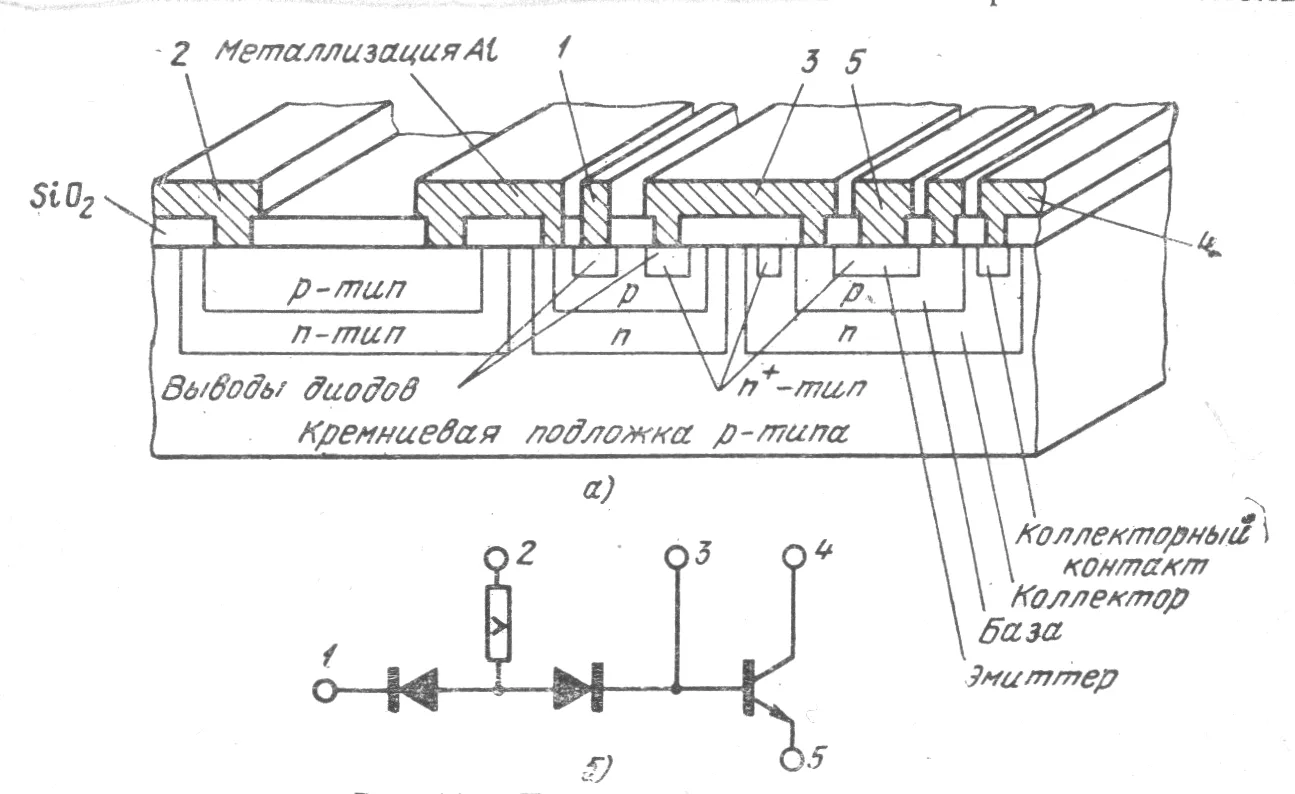 2 Металлизация Al 1 3 5
SiO₂
4
p-тип p p
n-тип n n
Выводы диодов n⁺-тип
Кремниевая подложка p-типа
а)
Коллекторный
контакт
Коллектор
База
Эмиттер
2 3 4
1
5
б)